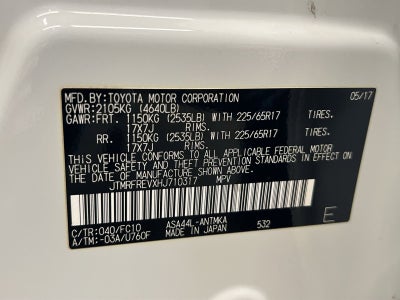 MFD.BY: TOYOTA MOTOR CORPORATION 05/17
GVWR: 2105KG (4640LB)
GAWR: FRT. 1150KG (2535LB) WITH 225/65R17 TIRES.
17X7J RIMS.
RR. 1150KG (2535LB) WITH 225/65R17 TIRES.
17X7J RIMS.
THIS VEHICLE CONFORMS TO ALL APPLICABLE FEDERAL MOTOR
VEHICLE SAFETY AND THEFT PREVENTION STANDARDS IN EFFECT
ON THE DATE OF MANUFACTURE SHOWN ABOVE.
JTMRFREVXHJ710317 MPV
C/TR: 040/FC10 ASA44L-ANTMKA 532 E
A/TM: -03A/U760F MADE IN JAPAN